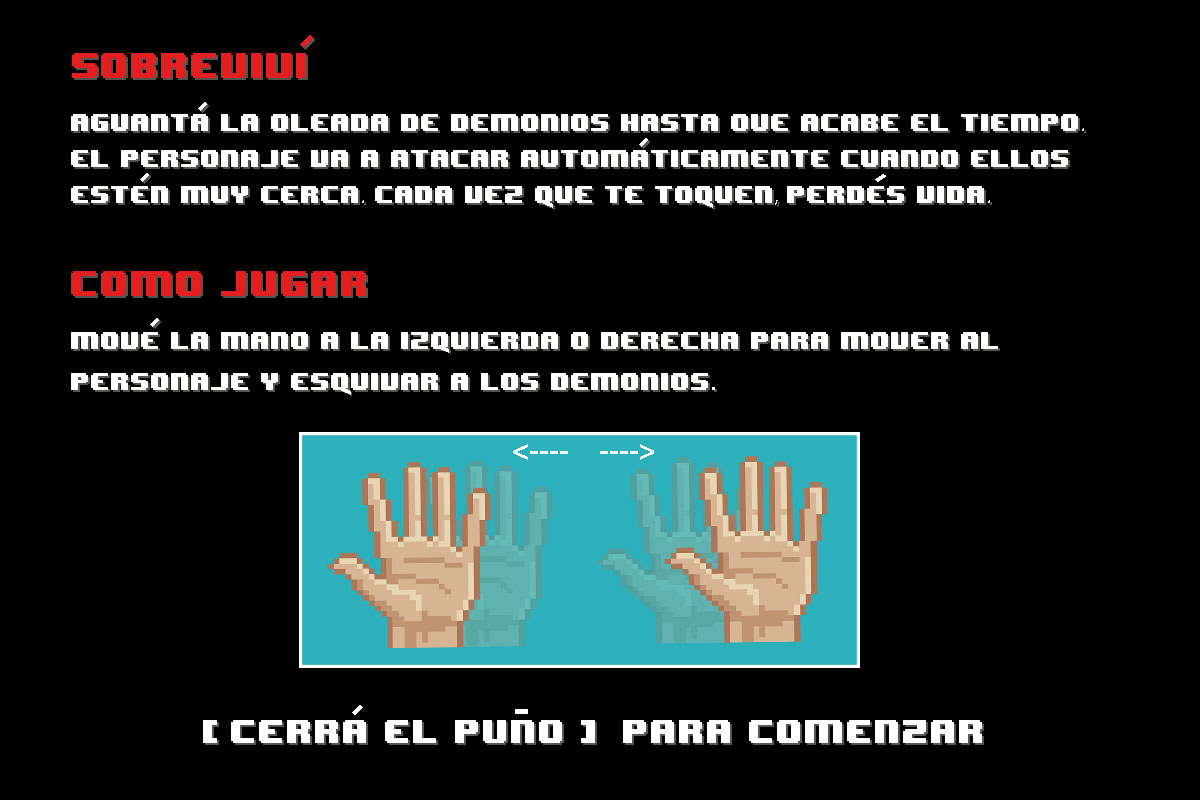 SOBREVIVÍ
AGUANTÁ LA OLEADA DE DEMONIOS HASTA QUE ACABE EL TIEMPO.
EL PERSONAJE VA A ATACAR AUTOMÁTICAMENTE CUANDO ELLOS
ESTÉN MUY CERCA. CADA VEZ QUE TE TOQUEN, PERDÉS VIDA.
COMO JUGAR
MOVÉ LA MANO A LA IZQUIERDA O DERECHA PARA MOVER AL
PERSONAJE Y ESQUIVAR A LOS DEMONIOS.
<---- ---->
[ CERRÁ EL PUÑO ] PARA COMENZAR